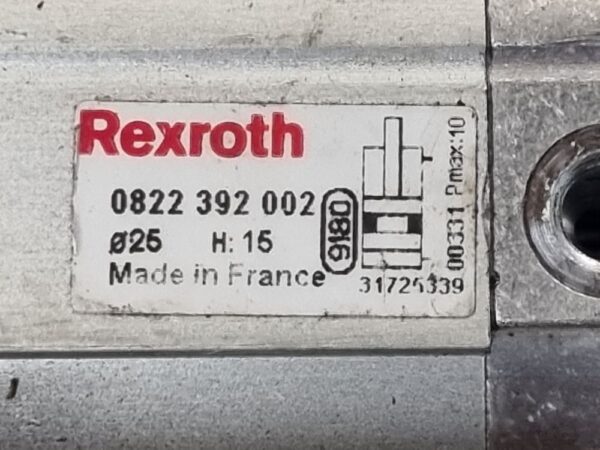 Rexroth
0822 392 002
ø25 H: 15
Made in France
9180
31725339
00331 Pmax:10